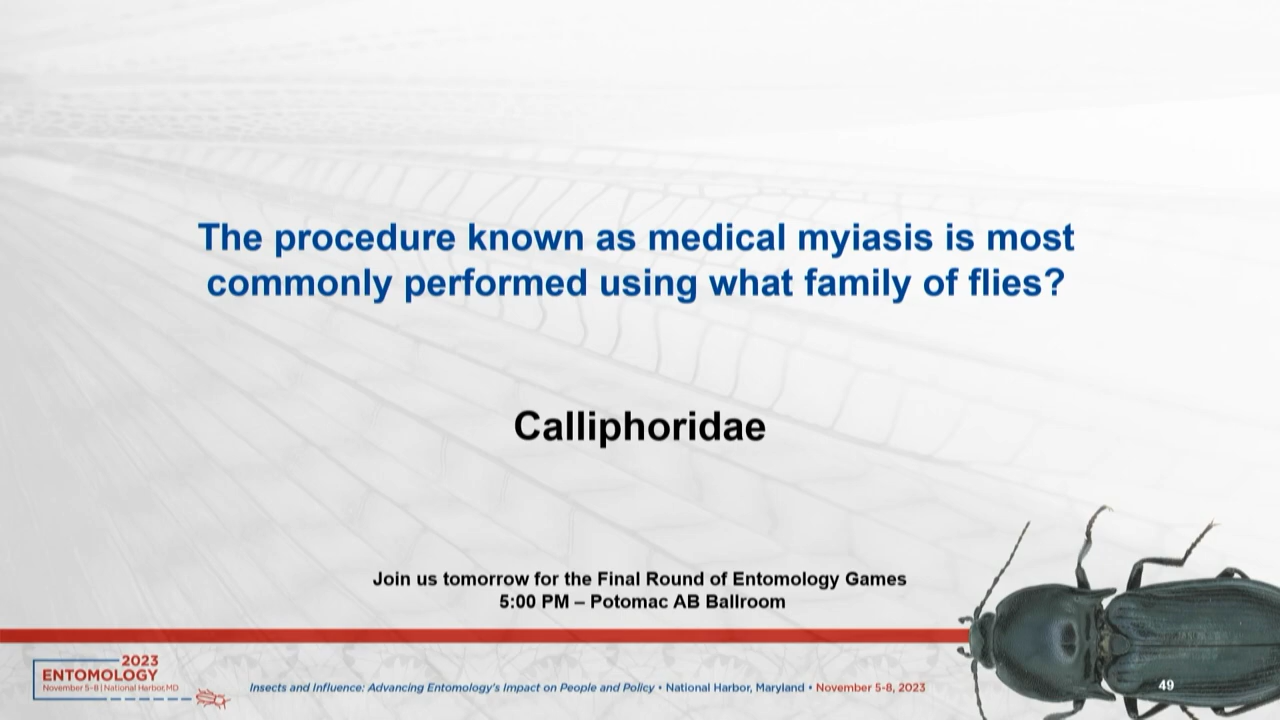 The procedure known as medical myiasis is most
commonly performed using what family of flies?
Calliphoridae
Join us tomorrow for the Final Round of Entomology Games
5:00 PM – Potomac AB Ballroom
2023
ENTOMOLOGY
November 5-8 | National Harbor, MD
Insects and Influence: Advancing Entomology's Impact on People and Policy • National Harbor, Maryland • November 5-8, 2023
49